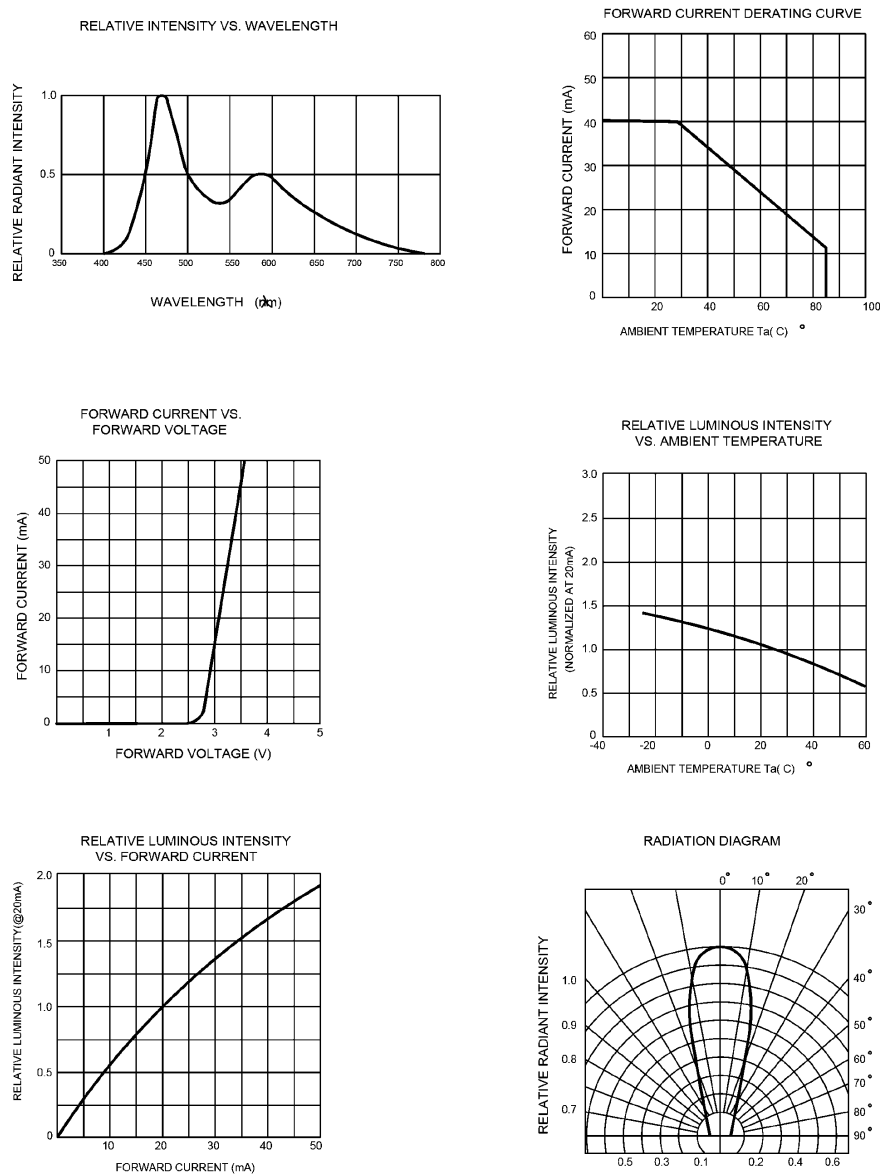 RELATIVE INTENSITY VS. WAVELENGTH
RELATIVE RADIANT INTENSITY
1.0
0.5
0
350 400 450 500 550 600 650 700 750 800
WAVELENGTH
FORWARD CURRENT DERATING CURVE
FORWARD CURRENT (mA)
60
50
40
30
20
10
0
20 40 60 80 100
AMBIENT TEMPERATURE Ta( C) °
FORWARD CURRENT VS.
FORWARD VOLTAGE
FORWARD CURRENT (mA)
50
40
30
20
10
0
1 2 3 4 5
FORWARD VOLTAGE (V)
RELATIVE LUMINOUS INTENSITY
VS. AMBIENT TEMPERATURE
RELATIVE LUMINOUS INTENSITY
(NORMALIZED AT 20mA)
3.0
2.5
2.0
1.5
1.0
0.5
0
-40 -20 0 20 40 60
AMBIENT TEMPERATURE Ta( C) °
RELATIVE LUMINOUS INTENSITY
VS. FORWARD CURRENT
RELATIVE LUMINOUS INTENSITY(@20mA)
2.0
1.5
1.0
0.5
0
10 20 30 40 50
FORWARD CURRENT (mA)
RADIATION DIAGRAM
RELATIVE RADIANT INTENSITY
0° 10° 20°
30°
1.0 40°
0.9 50°
0.8 60°
70°
0.7 80°
90°
0.5 0.3 0.1 0.2 0.4 0.6